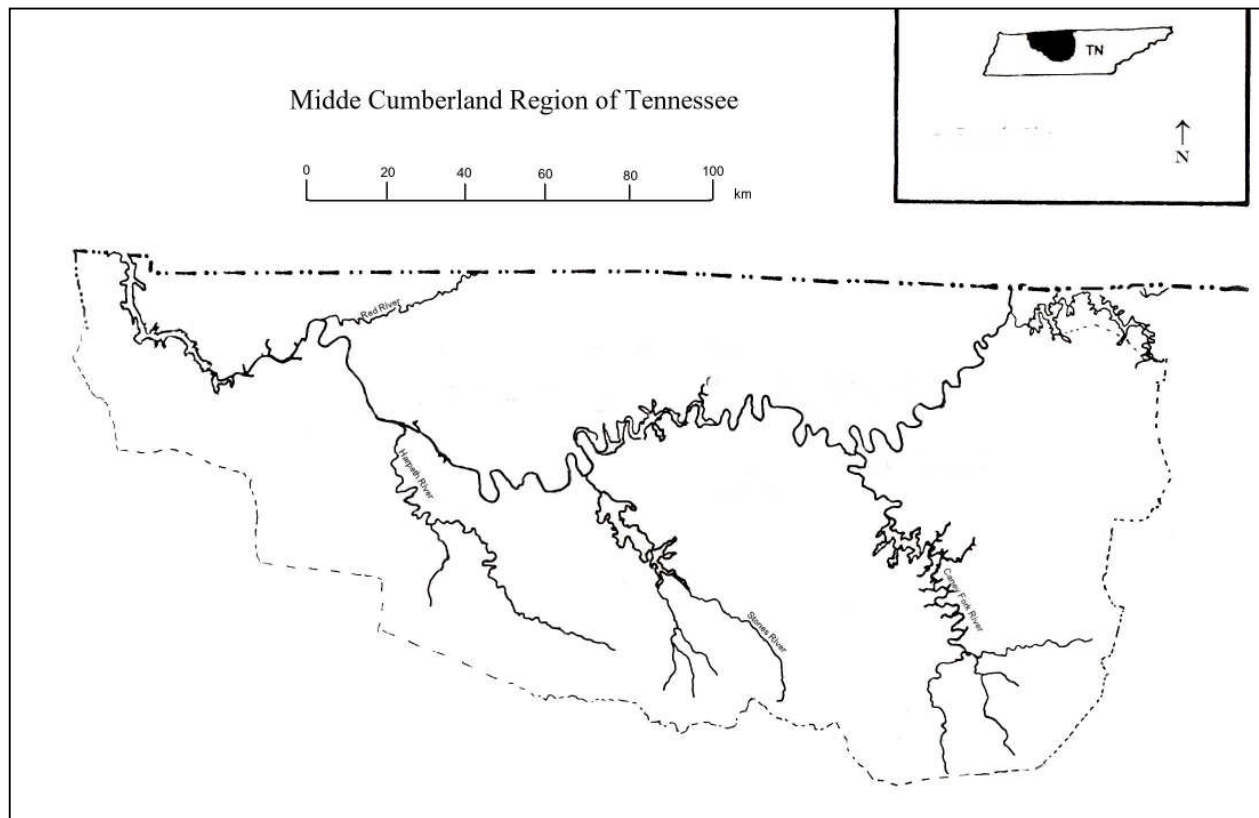 TN
N
Midde Cumberland Region of Tennessee
0 20 40 60 80 100
km
Red River
Harpeth River
Stones River
Caney Fork River